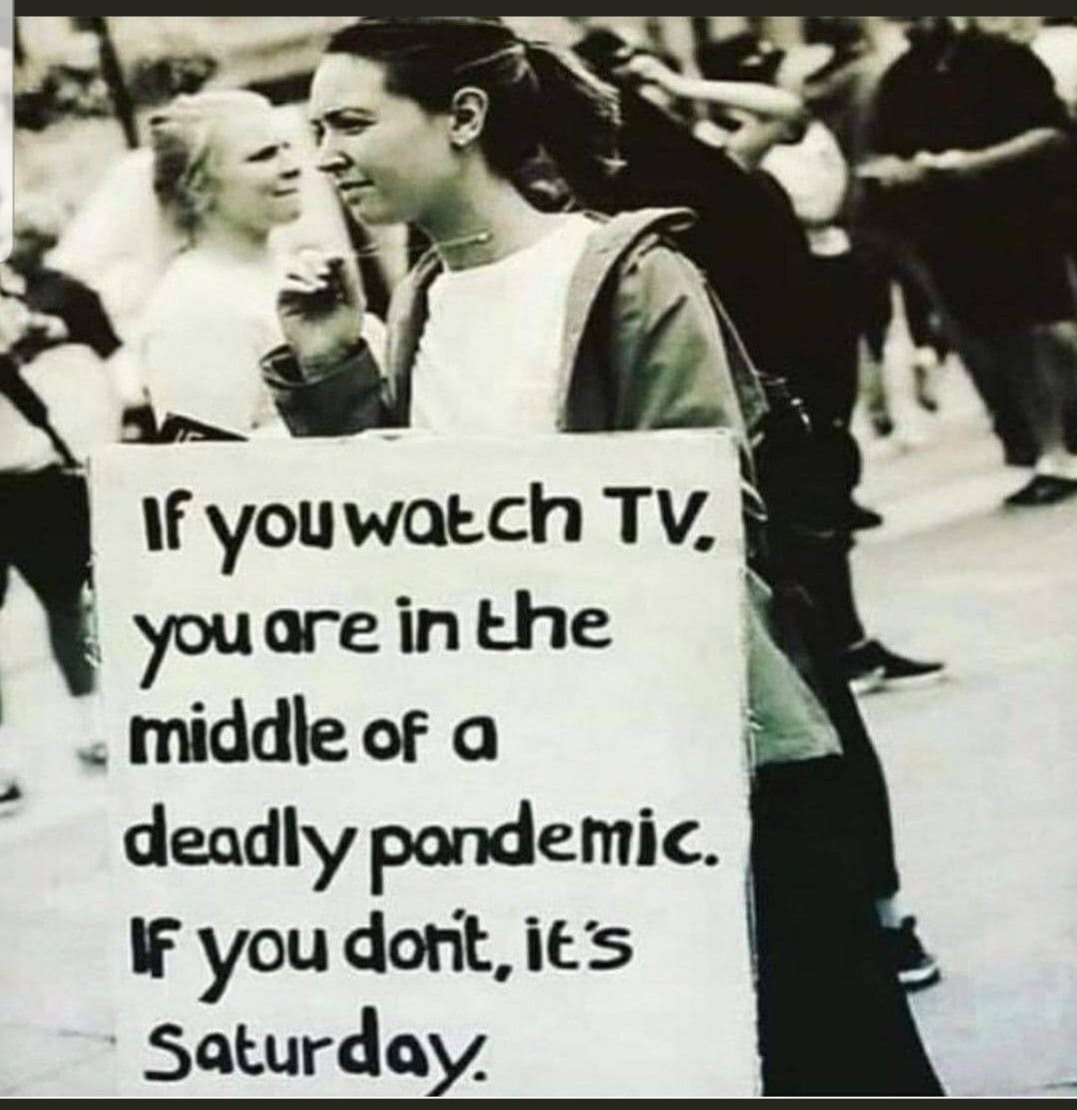 If you watch TV,
you are in the
middle of a
deadly pandemic.
If you don't, it's
Saturday.